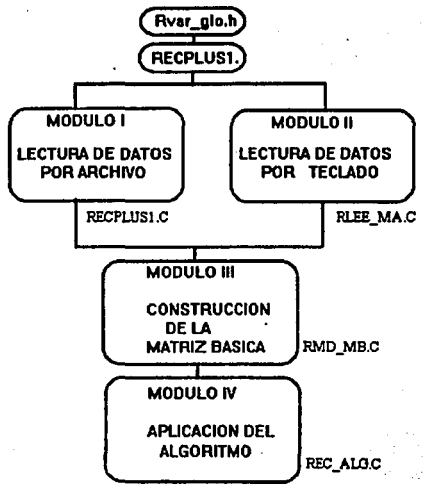 Rvar_glo.h
RECPLUS1.
MODULO I
LECTURA DE DATOS
POR ARCHIVO
RECPLUS1.C
MODULO II
LECTURA DE DATOS
POR TECLADO
RLEE_MA.C
MODULO III
CONSTRUCCION
DE LA
MATRIZ BASICA
RMD_MB.C
MODULO IV
APLICACION DEL
ALGORITMO
REC_ALG.C